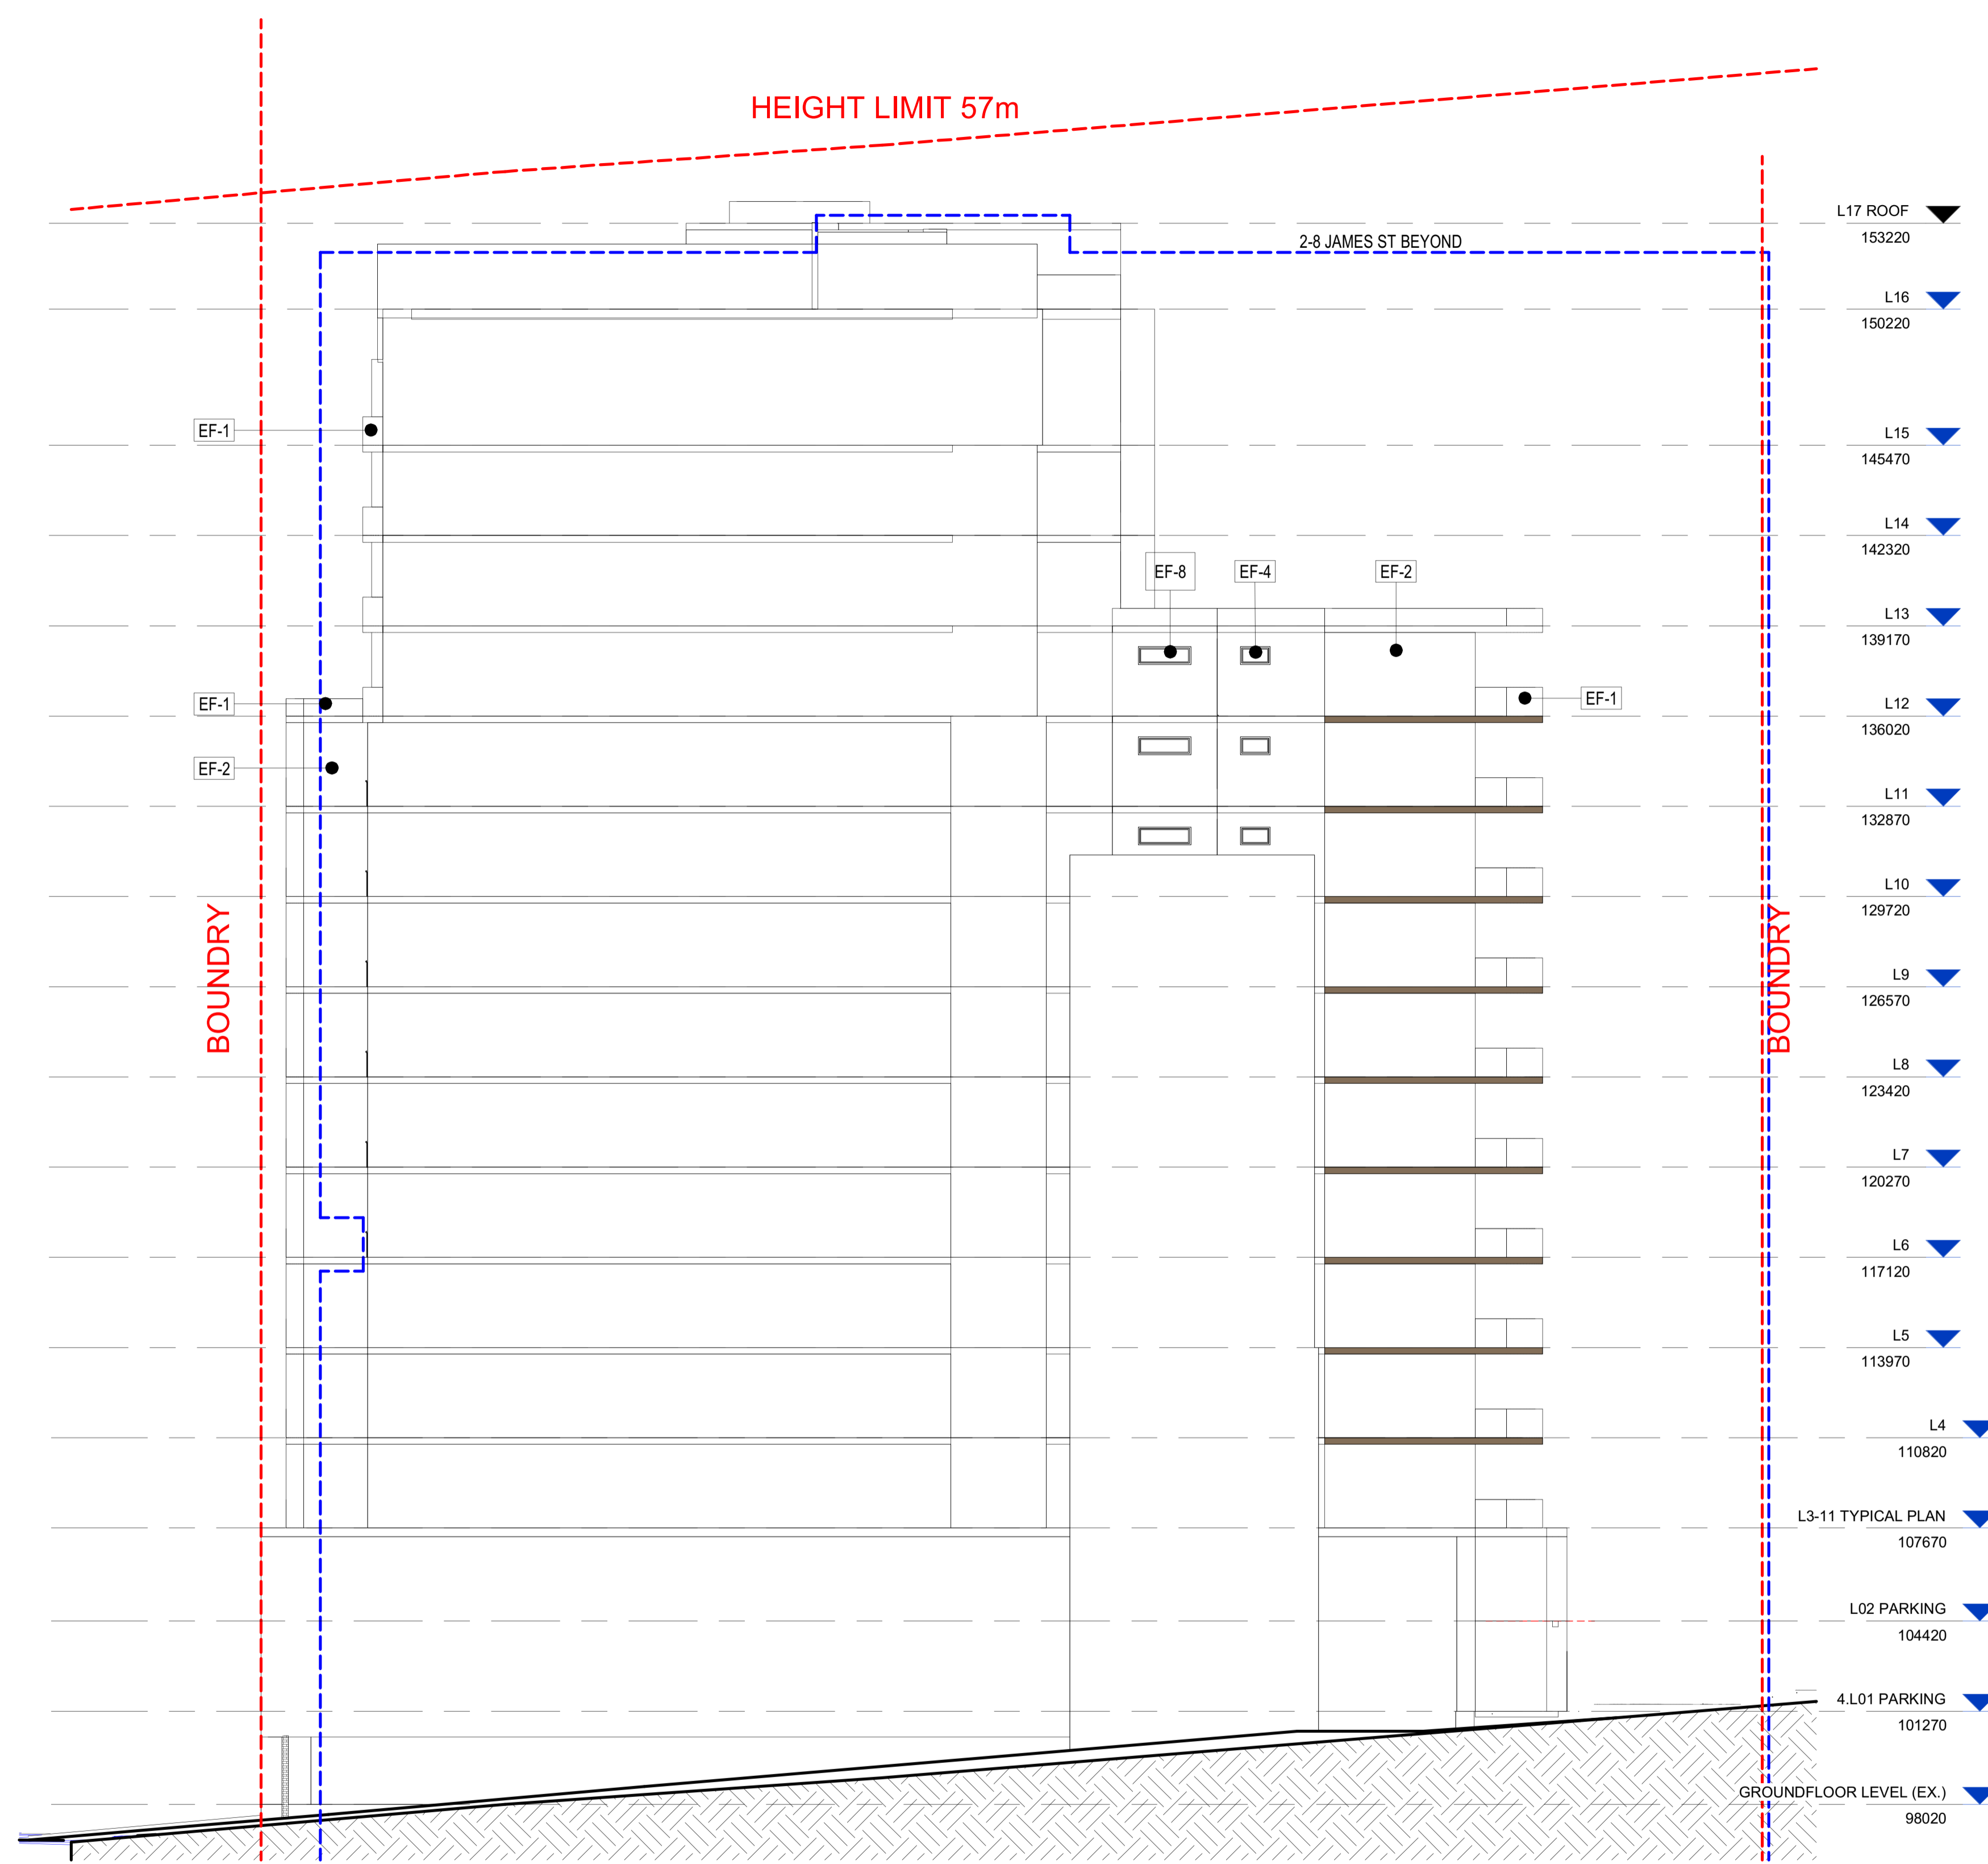 HEIGHT LIMIT 57m
L17 ROOF
153220
2-8 JAMES ST BEYOND
L16
150220
EF-1
L15
145470
L14
142320
EF-8
EF-4
EF-2
L13
139170
EF-1
EF-1
L12
136020
EF-2
L11
132870
L10
129720
BOUNDRY
BOUNDRY
L9
126570
L8
123420
L7
120270
L6
117120
L5
113970
L4
110820
L3-11 TYPICAL PLAN
107670
L02 PARKING
104420
4.L01 PARKING
101270
GROUNDFLOOR LEVEL (EX.)
98020